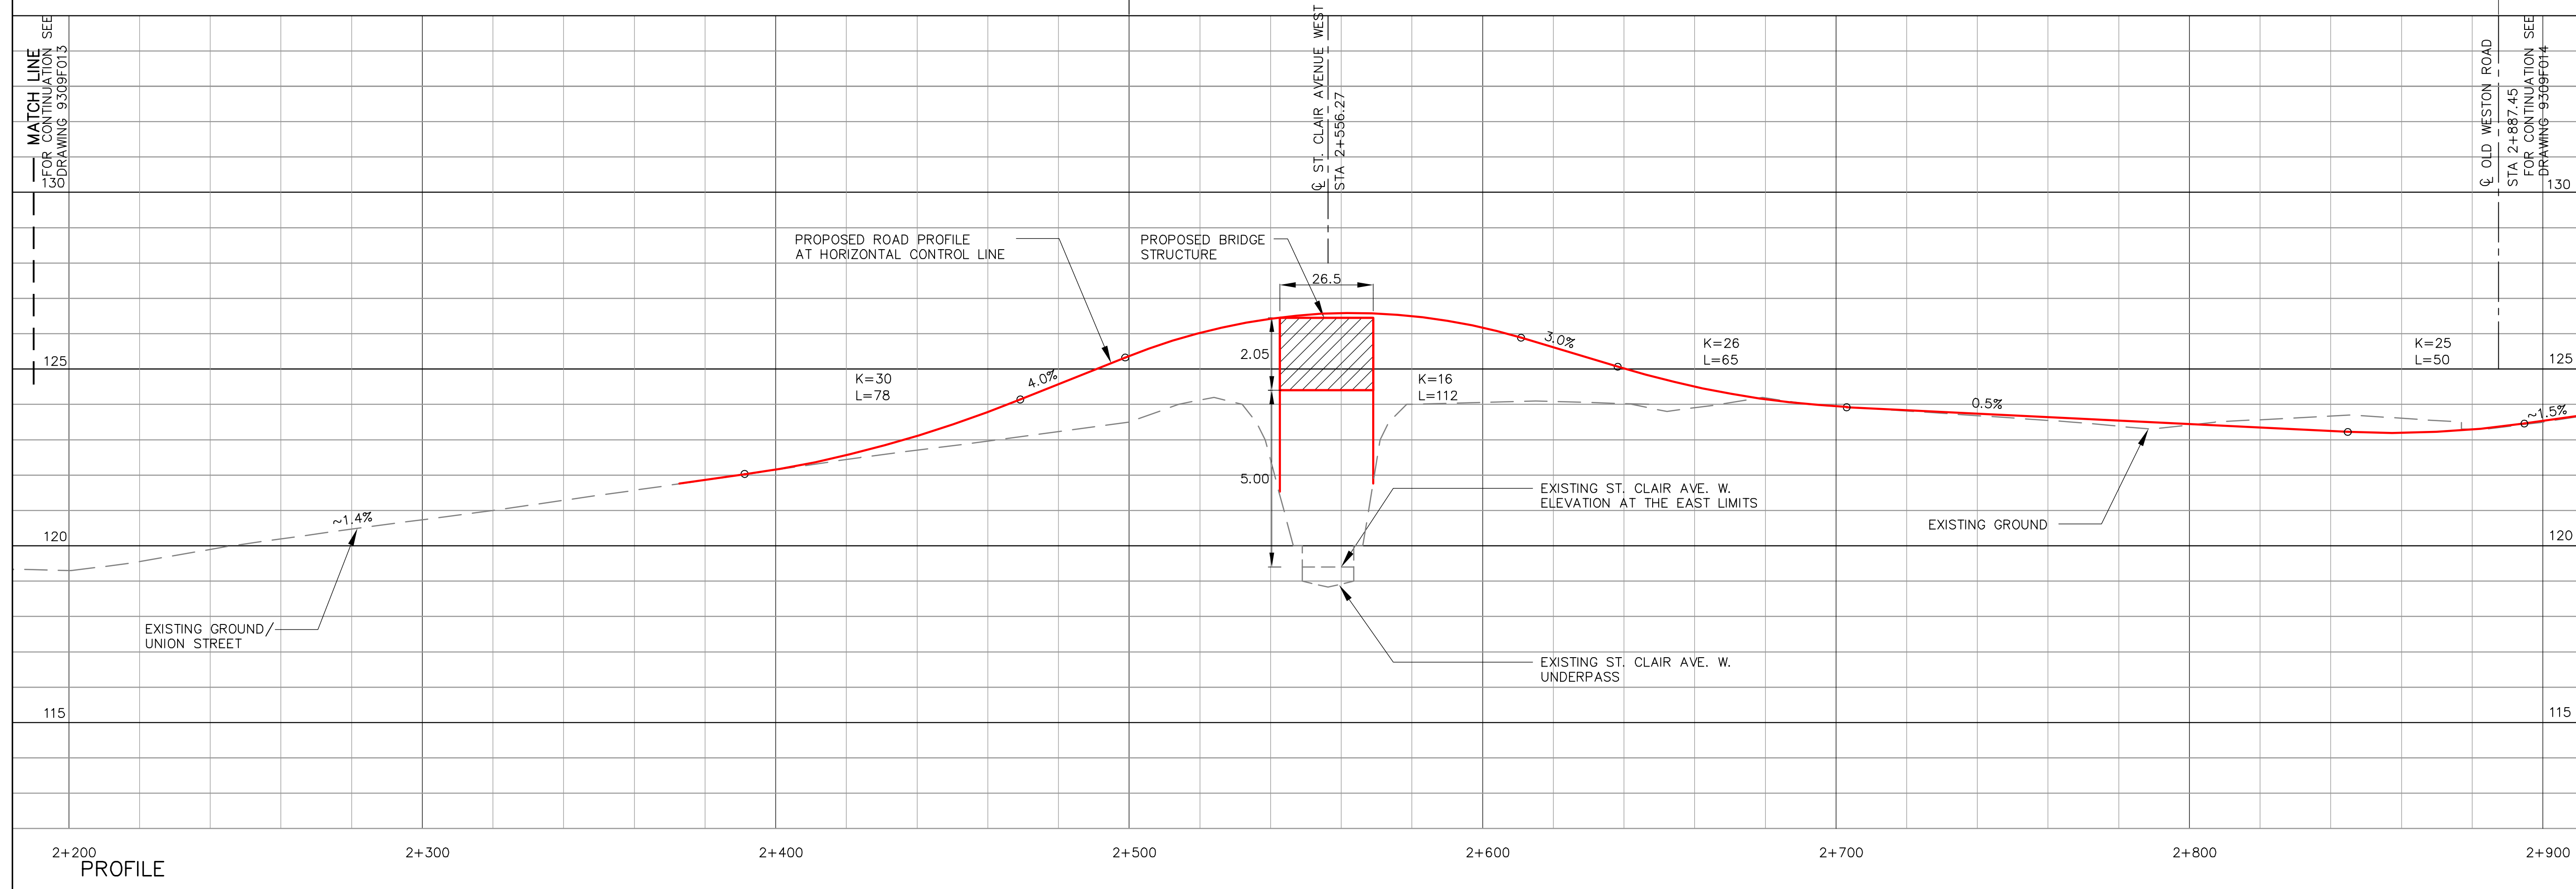 MATCH LINE
FOR CONTINUATION SEE
DRAWING 9309F013
℄ ST. CLAIR AVENUE WEST
STA 2+556.27
℄ OLD WESTON ROAD
STA 2+887.45
FOR CONTINUATION SEE
DRAWING 9309F014
130
130
PROPOSED ROAD PROFILE
AT HORIZONTAL CONTROL LINE
PROPOSED BRIDGE
STRUCTURE
26.5
3.0%
K=26
L=65
K=25
L=50
125
2.05
125
K=30
L=78
4.0%
K=16
L=112
0.5%
~1.5%
5.00
EXISTING ST. CLAIR AVE. W.
ELEVATION AT THE EAST LIMITS
~1.4%
EXISTING GROUND
120
120
EXISTING GROUND/
UNION STREET
EXISTING ST. CLAIR AVE. W.
UNDERPASS
115
115
2+200
2+300
2+400
2+500
2+600
2+700
2+800
2+900
PROFILE